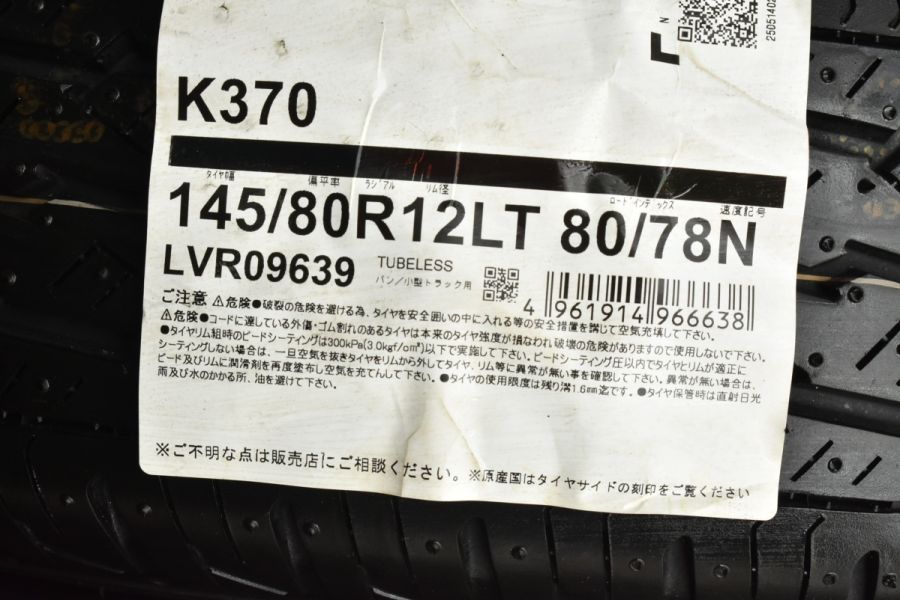 N
25051402
K370
タイヤの幅 偏平率 ラジアル リム径 ロードインデックス 速度記号
145/80R12LT 80/78N
LVR09639 TUBELESS
バン/小型トラック用
4 961914 966638
ご注意 ⚠危険●破裂の危険を避ける為、タイヤを安全囲いの中に入れる等の安全措置を講じて空気充填して下さい。
⚠危険●コードに達している外傷・ゴム割れのあるタイヤは本来のタイヤ強度が損なわれ破壊の危険がありますので使用しないで下さい。
●タイヤリム組時のビードシーティングは300kPa(3.0kgf/cm²)以下で実施して下さい。ビードシーティング圧以内でタイヤとリムが適正に
シーティングしない場合は、一旦空気を抜きタイヤをリムから外してタイヤ、リム等に異常が無い事を確認して下さい。異常が無い場合は、
ビード及びリムに潤滑剤を再度塗布し空気を充てんして下さい。●タイヤの使用限度は残り溝1.6mm迄です。●タイヤ保管時は直射日光
雨及び水のかかる所、油を避けて下さい。
※ご不明な点は販売店にご相談ください。※原産国はタイヤサイドの刻印をご覧ください